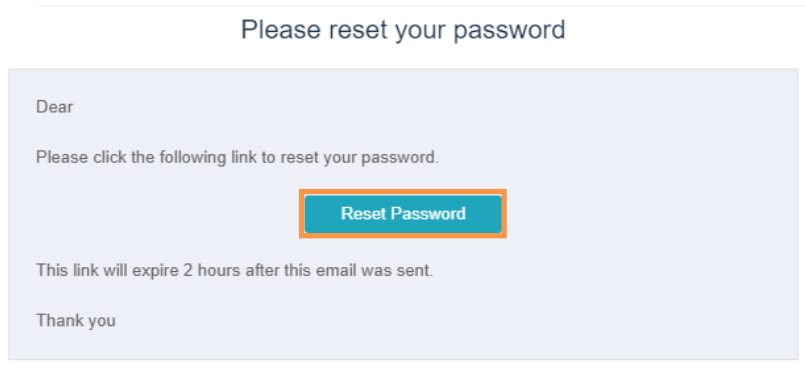 Please reset your password
Dear
Please click the following link to reset your password.
Reset Password
This link will expire 2 hours after this email was sent.
Thank you